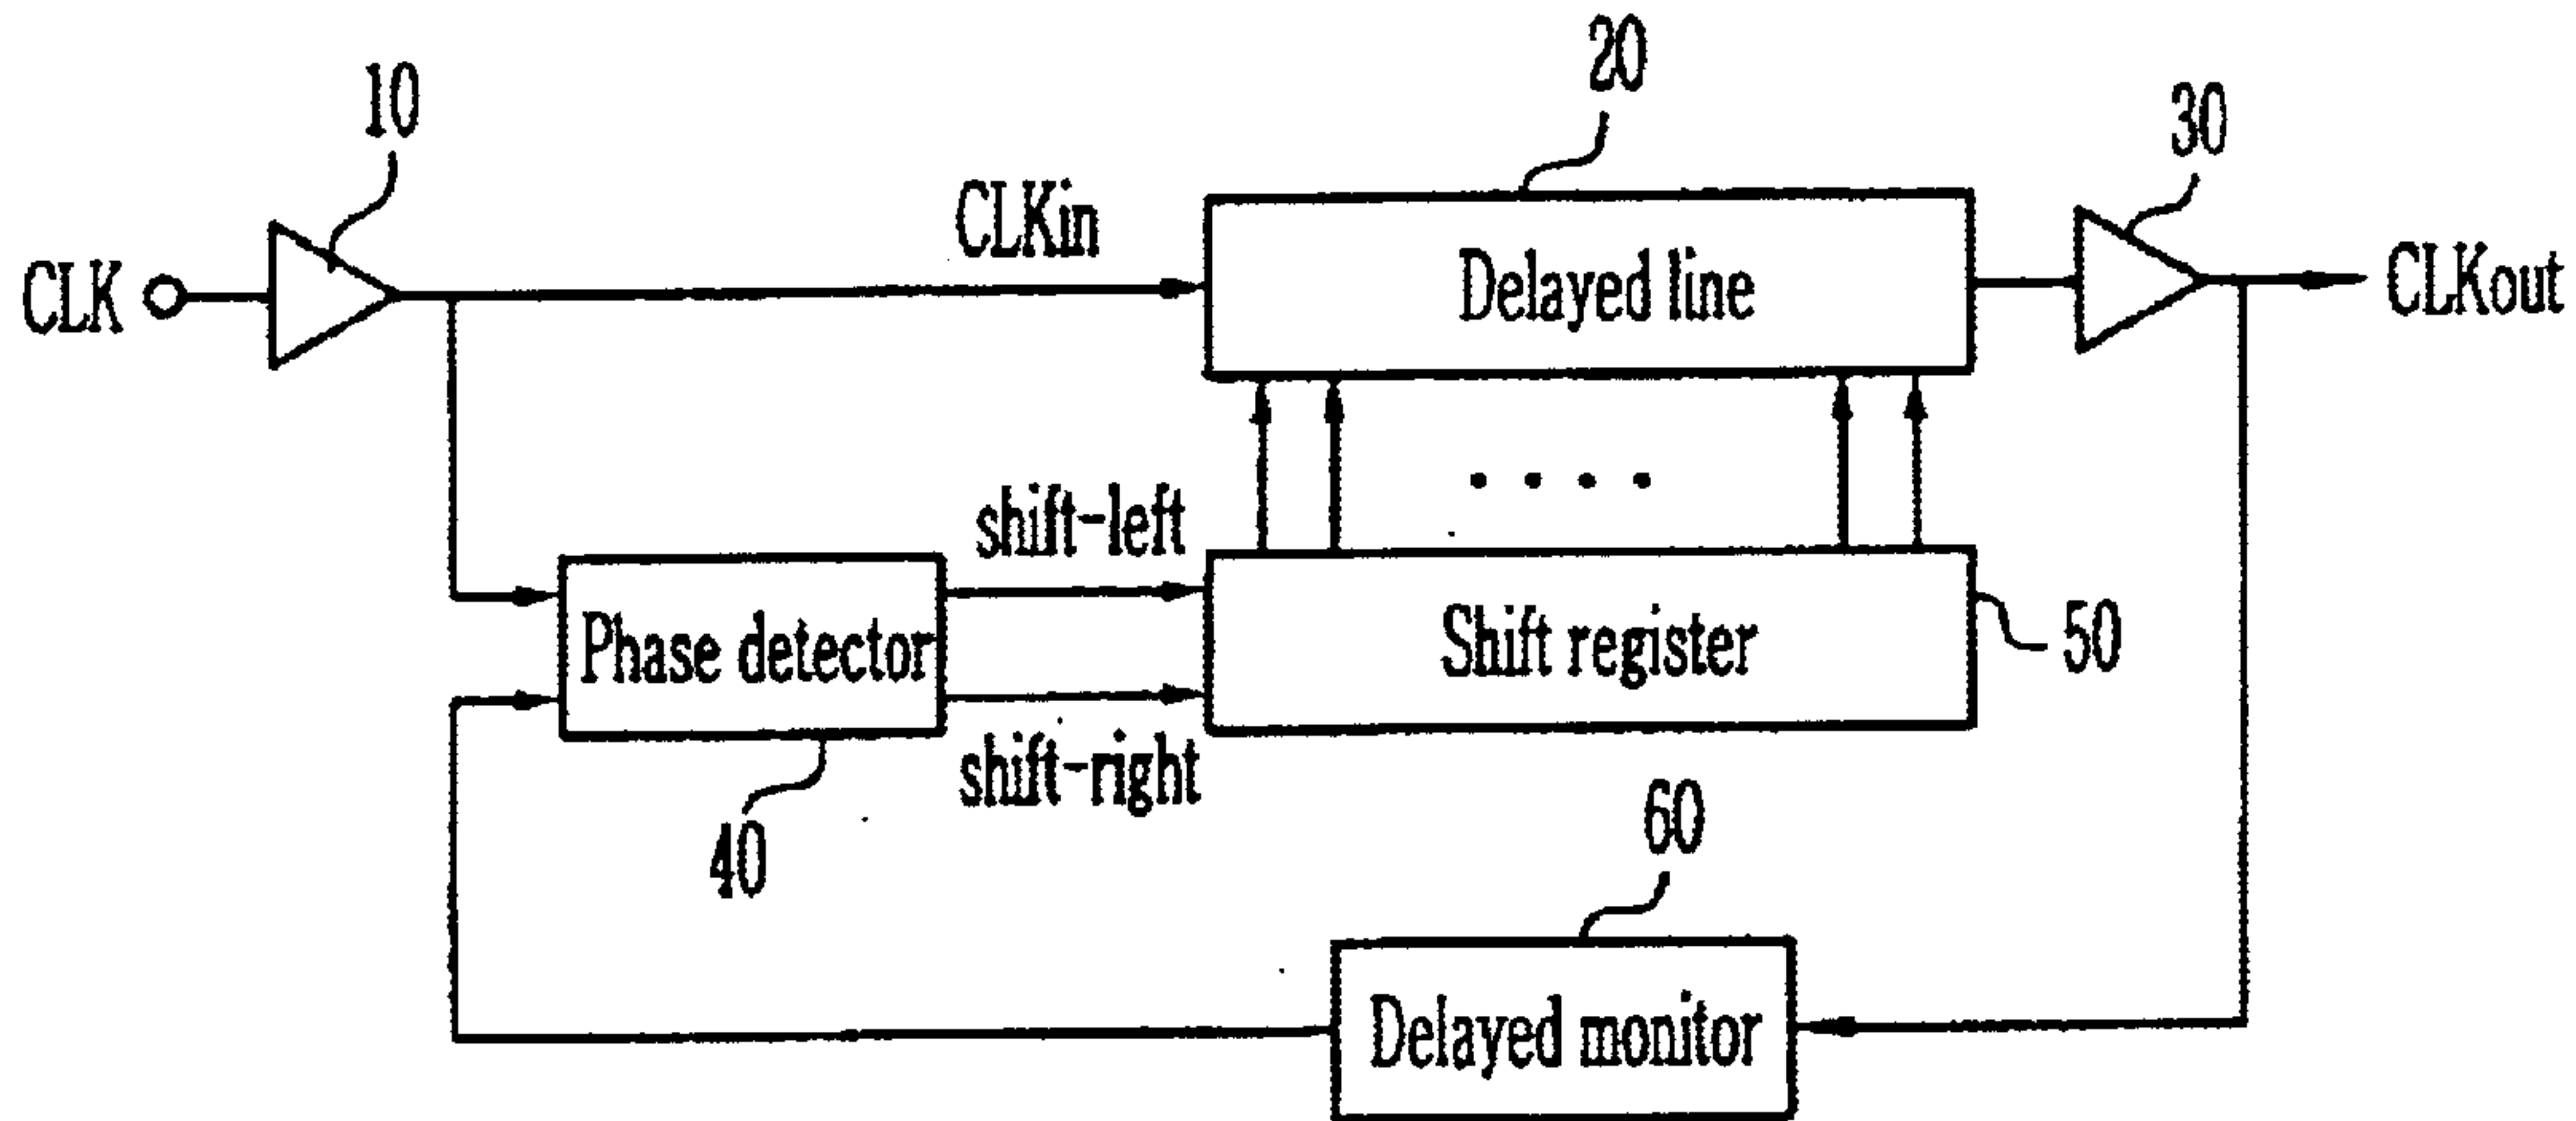 10
20
30
CLK
CLKin
Delayed line
CLKout
shift-left
Phase detector
Shift register
50
shift-right
40
60
Delayed monitor